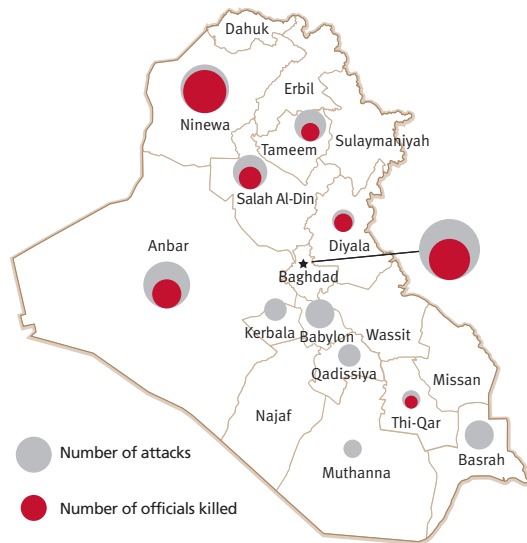 Dahuk
Erbil
Ninewa
Tameem
Sulaymaniyah
Salah Al-Din
Anbar
Diyala
Baghdad
Kerbala
Babylon
Wassit
Qadissiya
Missan
Najaf
Thi-Qar
Number of attacks
Basrah
Muthanna
Number of officials killed